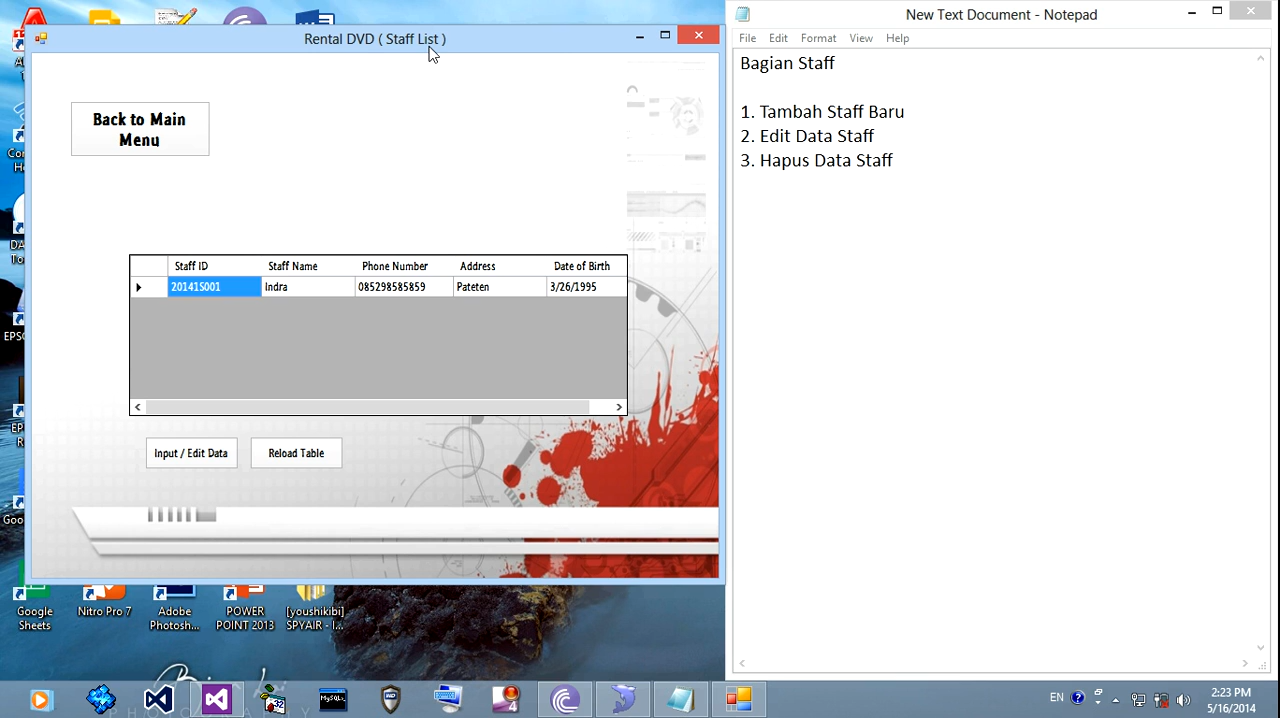 Rental DVD ( Staff List )
Back to Main
Menu
Staff ID Staff Name Phone Number Address Date of Birth
20141S001 Indra 085298585859 Pateten 3/26/1995
Input / Edit Data Reload Table
New Text Document - Notepad
File Edit Format View Help
Bagian Staff
1. Tambah Staff Baru
2. Edit Data Staff
3. Hapus Data Staff
Google
Sheets
Nitro Pro 7
Adobe
Photosh...
POWER
POINT 2013
[youshikibi]
SPYAIR - I...
PHOTOGRAPHY
EN
2:23 PM
5/16/2014